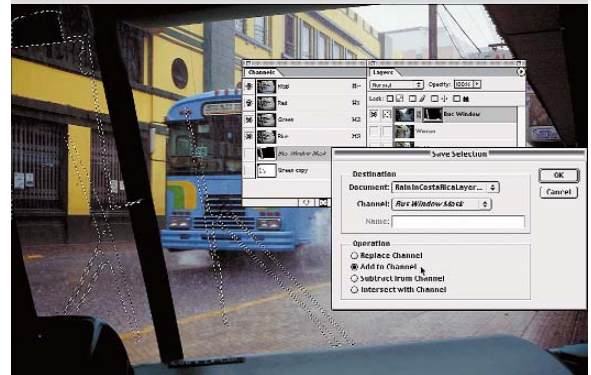 Channels
RGB
Red
Green
Blue
Bus Window Mask
Green copy
Layers
Normal
Opacity: 100%
Lock:
Bus Window
Save Selection
Destination
Document: RainInCostaRicaLayer...
Channel: Bus Window Mask
Name:
OK
Cancel
Operation
Replace Channel
Add to Channel
Subtract from Channel
Intersect with Channel